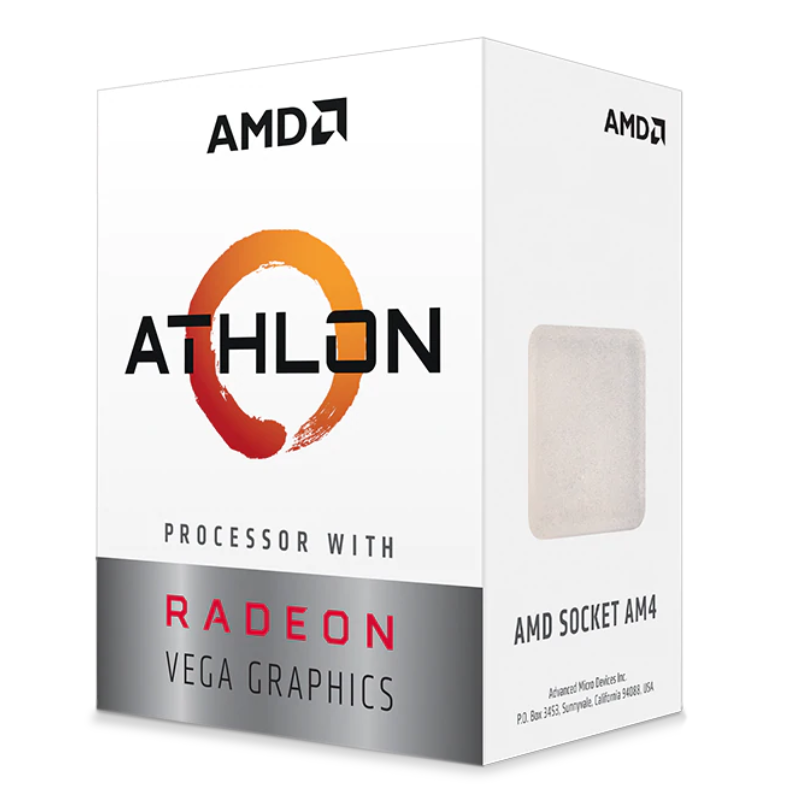 AMD
ATHLON
PROCESSOR WITH
RADEON
VEGA GRAPHICS
AMD
AMD SOCKET AM4
Advanced Micro Devices Inc.
P.O. Box 3453, Sunnyvale, California 94088, USA